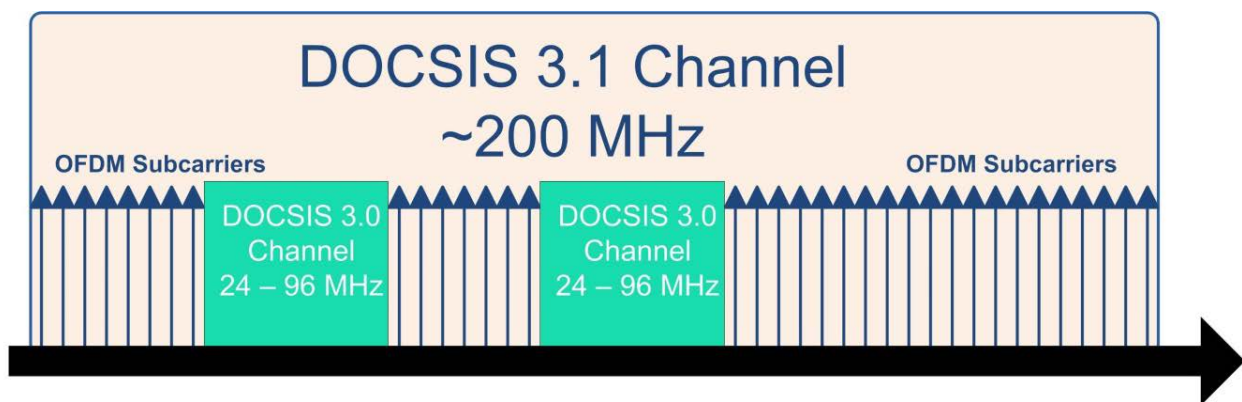 DOCSIS 3.1 Channel
~200 MHz
OFDM Subcarriers
OFDM Subcarriers
DOCSIS 3.0
Channel
24 – 96 MHz
DOCSIS 3.0
Channel
24 – 96 MHz